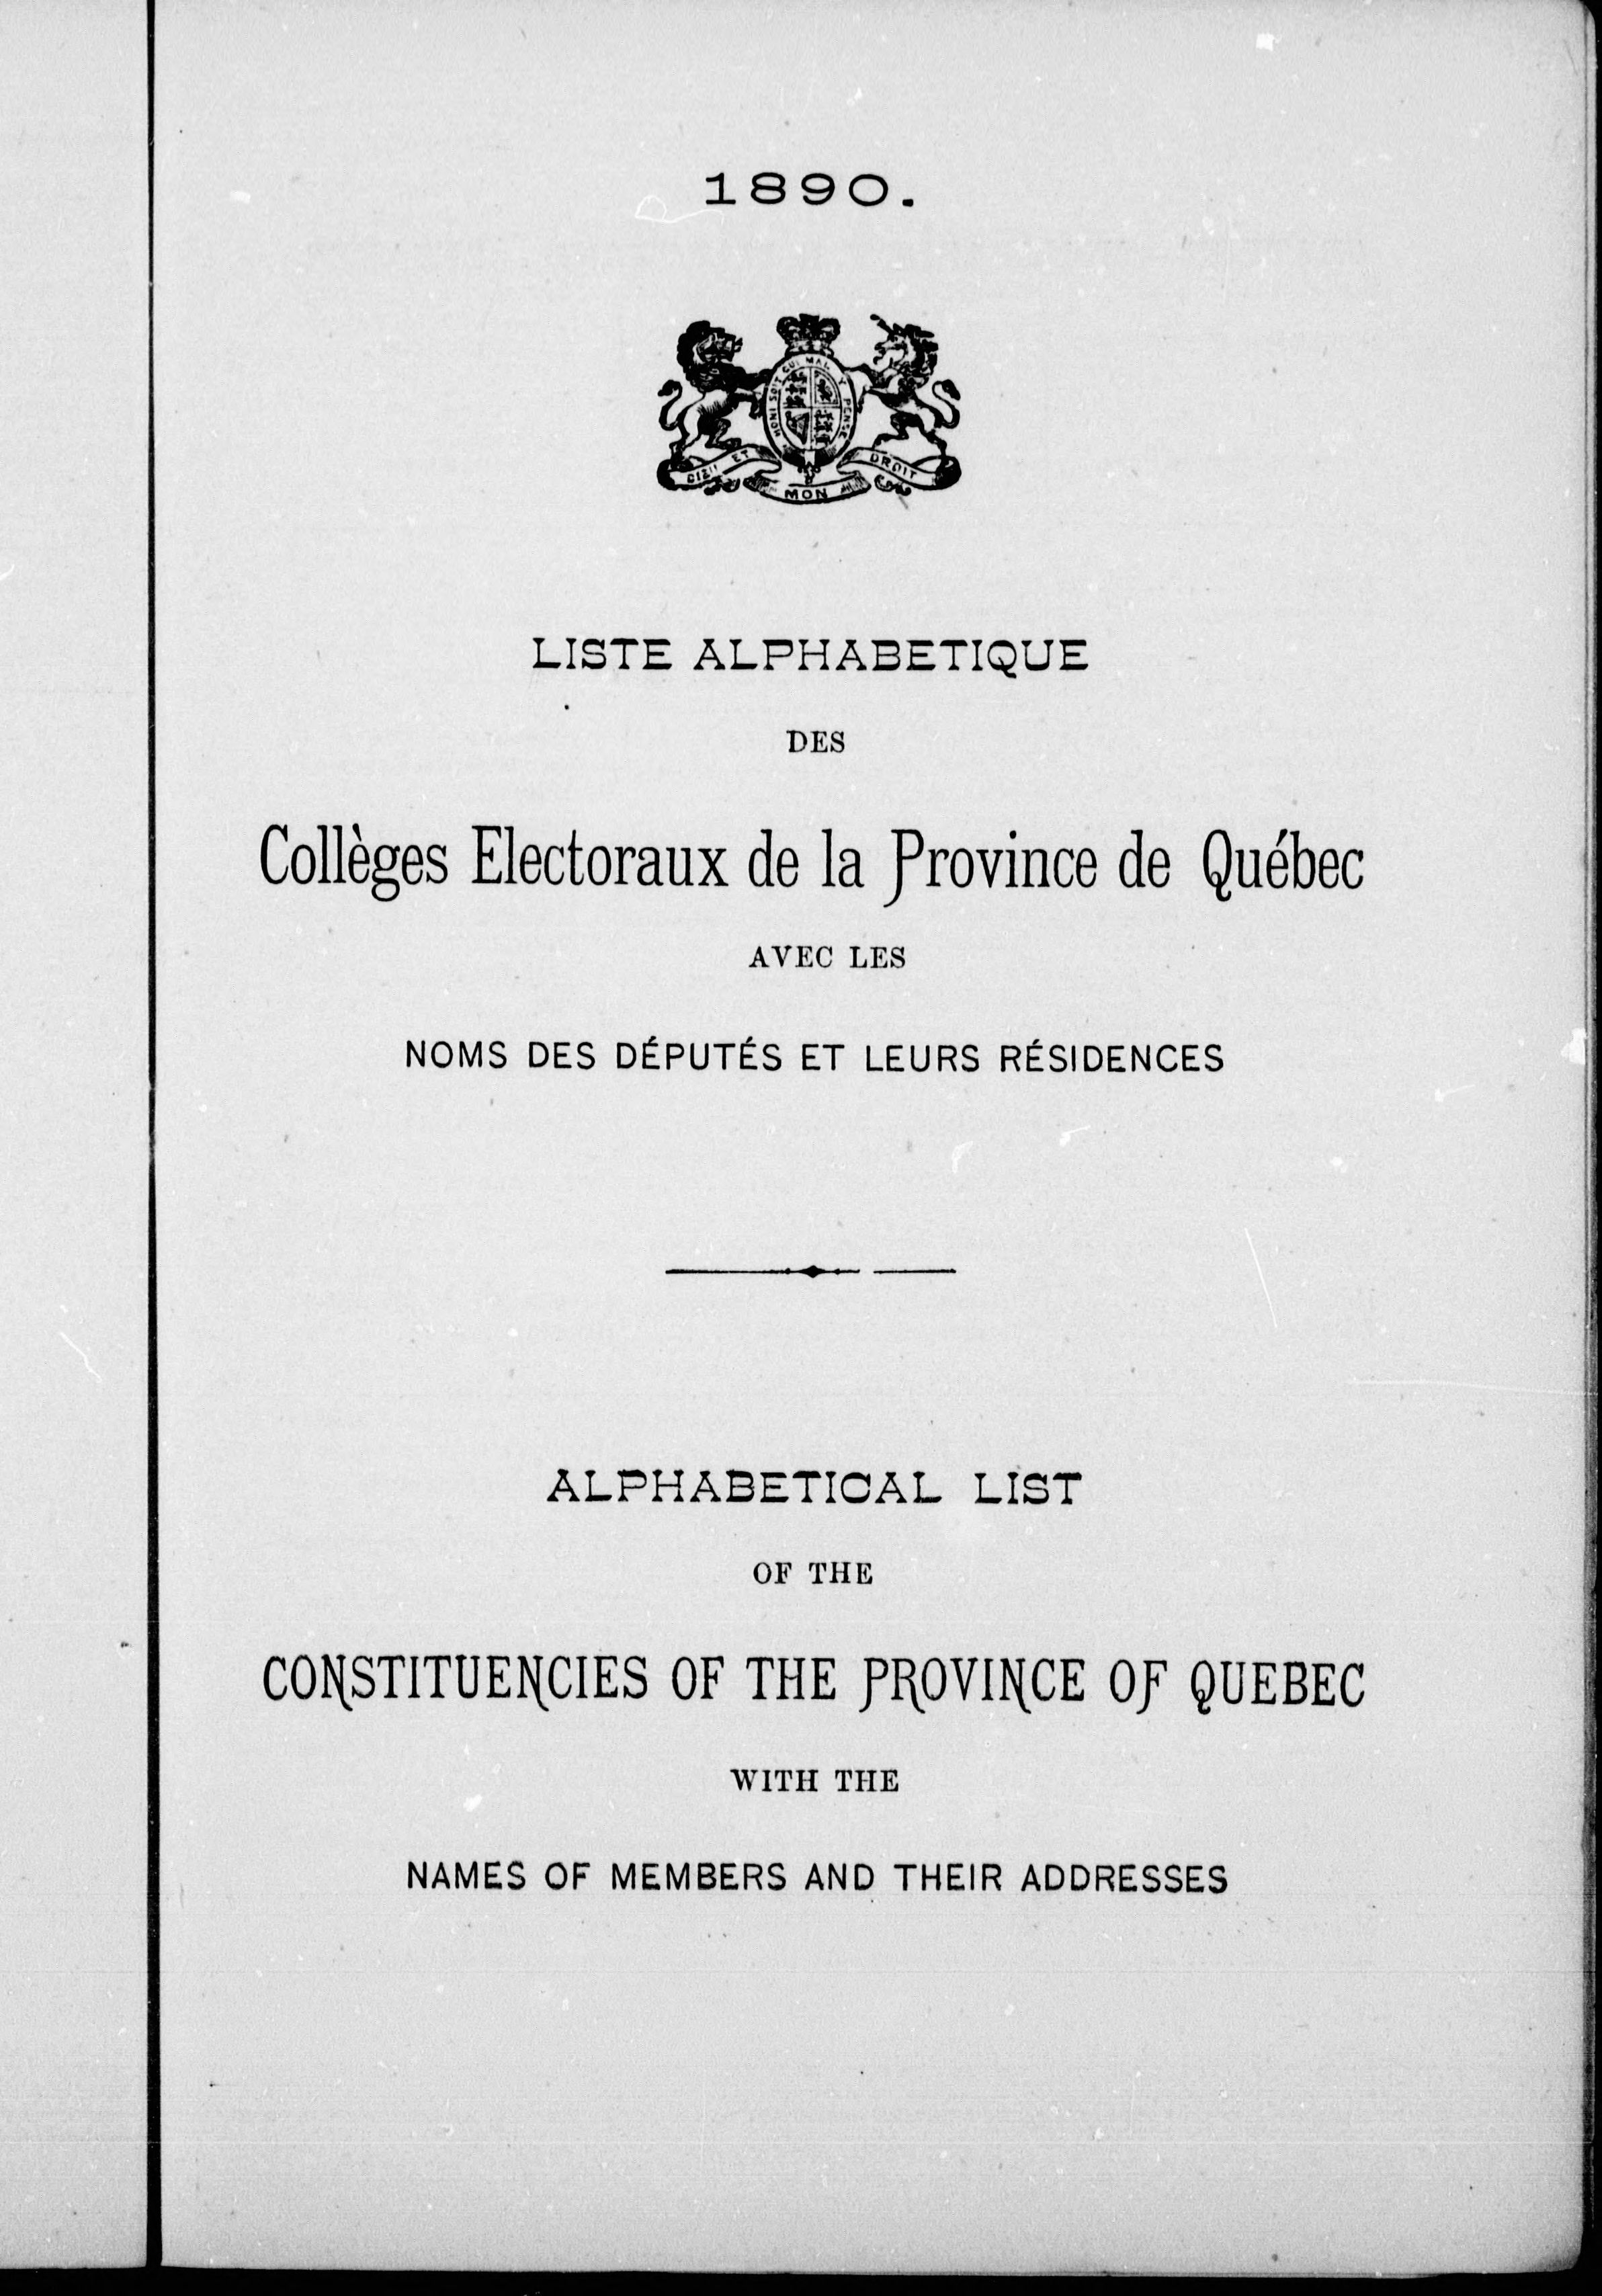 1890.
HONI SOIT QUI MAL Y PENSE
DIEU ET
DROIT
MON
LISTE ALPHABETIQUE
DES
Collèges Electoraux de la Province de Québec
AVEC LES
NOMS DES DÉPUTÉS ET LEURS RÉSIDENCES
ALPHABETICAL LIST
OF THE
CONSTITUENCIES OF THE PROVINCE OF QUEBEC
WITH THE
NAMES OF MEMBERS AND THEIR ADDRESSES